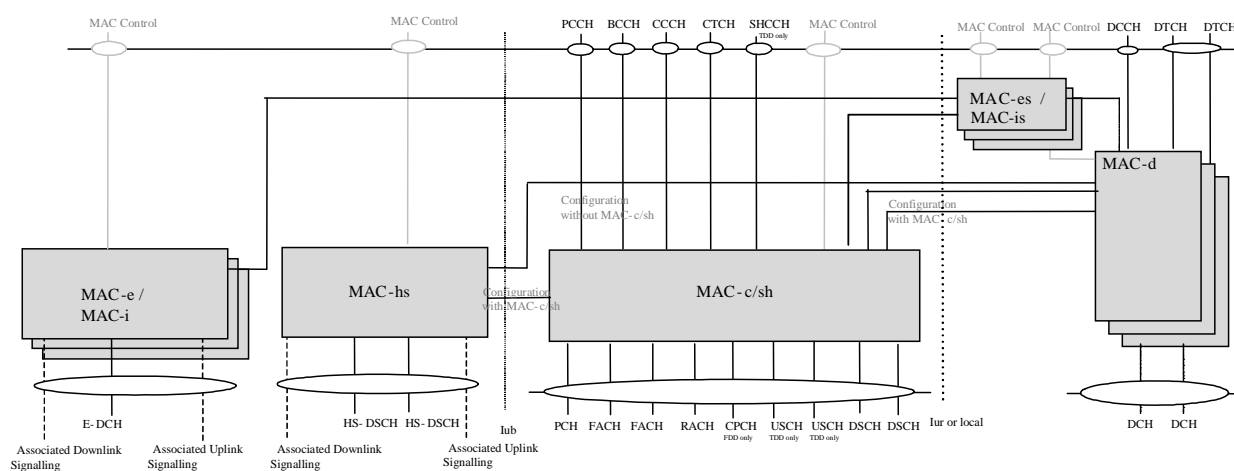 MAC Control
MAC Control
PCCH BCCH CCCH CTCH SHCCH
TDD only
MAC Control
MAC Control MAC Control DCCH DTCH DTCH
MAC-es /
MAC-is
MAC-d
Configuration
without MAC-c/sh
Configuration
with MAC-c/sh
MAC-e /
MAC-i
MAC-hs
Configuration
with MAC-c/sh
MAC-c/sh
E-DCH
HS-DSCH HS-DSCH
Iub
PCH FACH FACH RACH CPCH USCH USCH DSCH DSCH
FDD only TDD only TDD only
Iur or local
DCH DCH
Associated Downlink
Signalling
Associated Uplink
Signalling
Associated Downlink
Signalling
Associated Uplink
Signalling